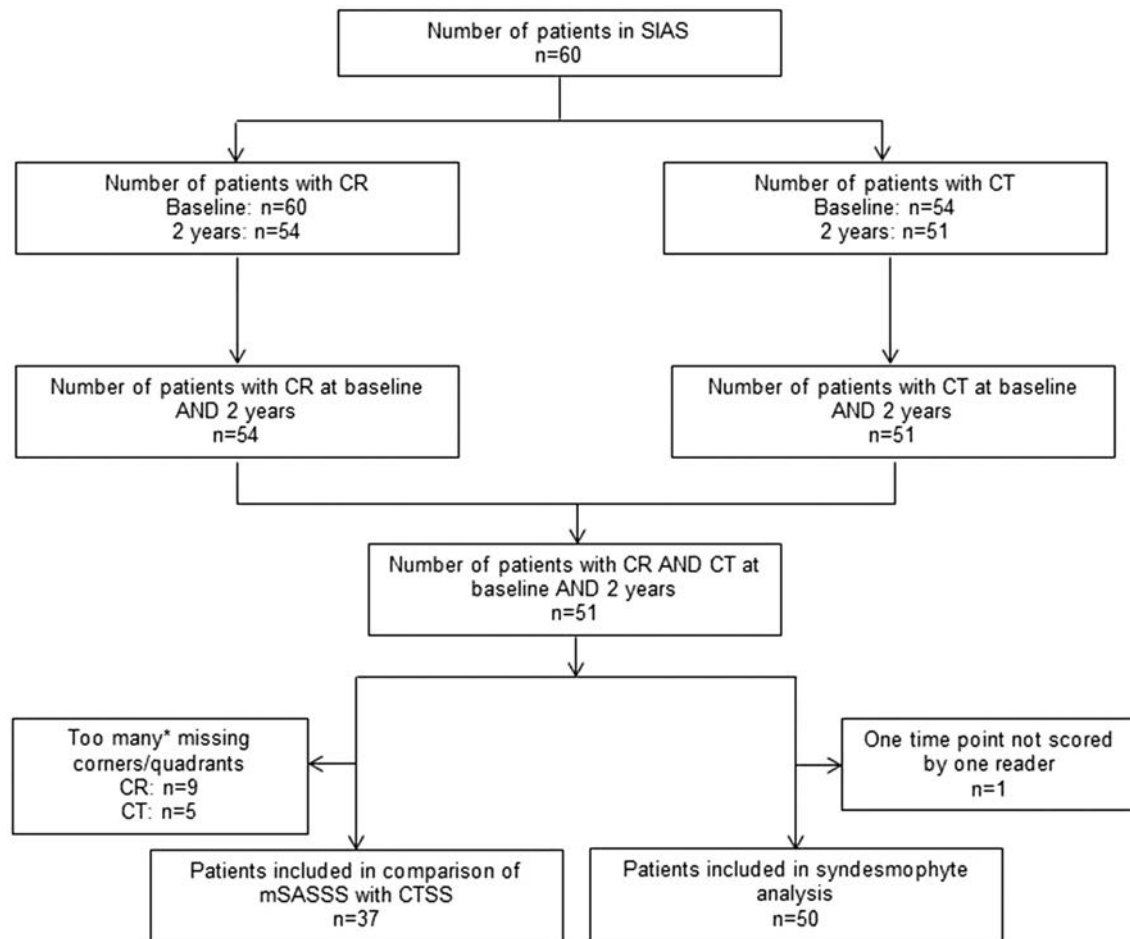 Number of patients in SIAS
n=60
Number of patients with CR
Baseline: n=60
2 years: n=54
Number of patients with CT
Baseline: n=54
2 years: n=51
Number of patients with CR at baseline
AND 2 years
n=54
Number of patients with CT at baseline
AND 2 years
n=51
Number of patients with CR AND CT at
baseline AND 2 years
n=51
Too many* missing
corners/quadrants
CR: n=9
CT: n=5
One time point not scored
by one reader
n=1
Patients included in comparison of
mSASSS with CTSS
n=37
Patients included in syndesmophyte
analysis
n=50